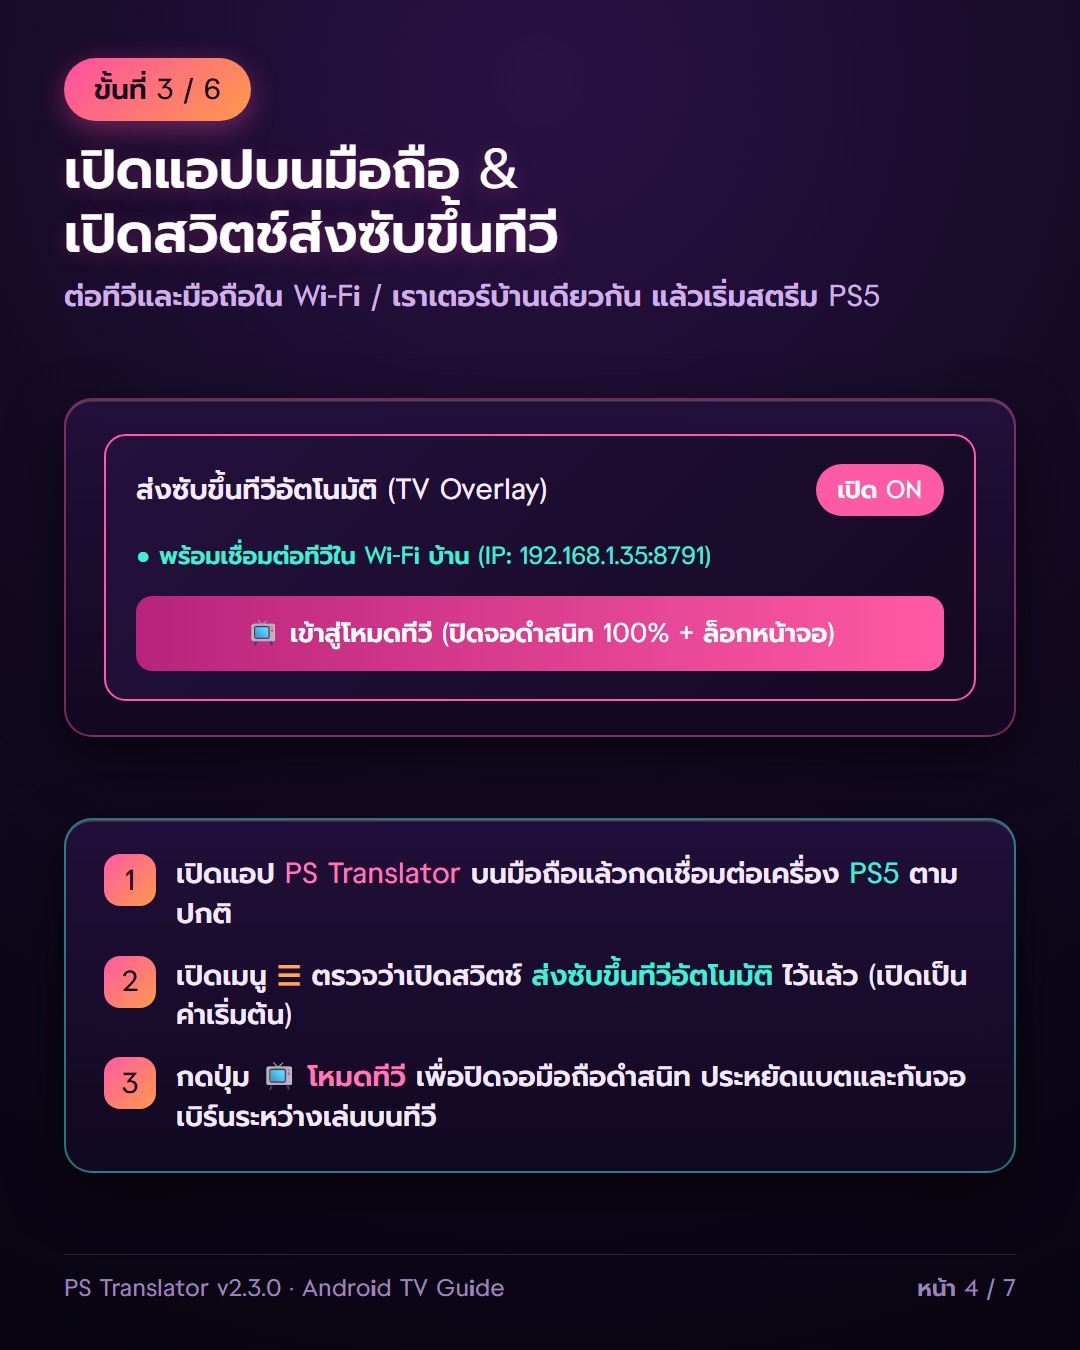 ขั้นที่ 3 / 6
เปิดแอปบนมือถือ &
เปิดสวิตช์ส่งซับขึ้นทีวี
ต่อทีวีและมือถือใน Wi-Fi / เราเตอร์บ้านเดียวกัน แล้วเริ่มสตรีม PS5
ส่งซับขึ้นทีวีอัตโนมัติ (TV Overlay)
เปิด ON
● พร้อมเชื่อมต่อทีวีใน Wi-Fi บ้าน (IP: 192.168.1.35:8791)
📺 เข้าสู่โหมดทีวี (ปิดจอดำสนิท 100% + ล็อกหน้าจอ)
1 เปิดแอป PS Translator บนมือถือแล้วกดเชื่อมต่อเครื่อง PS5 ตาม
ปกติ
2 เปิดเมนู ☰ ตรวจว่าเปิดสวิตช์ ส่งซับขึ้นทีวีอัตโนมัติ ไว้แล้ว (เปิดเป็น
ค่าเริ่มต้น)
3 กดปุ่ม 📺 โหมดทีวี เพื่อปิดจอมือถือดำสนิท ประหยัดแบตและกันจอ
เบิร์นระหว่างเล่นบนทีวี
PS Translator v2.3.0 · Android TV Guide
หน้า 4 / 7